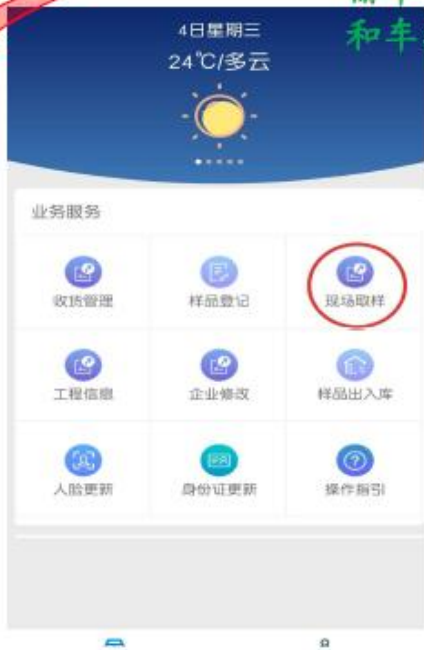 4日星期三
和车
24℃/多云
业务服务
收货管理
样品登记
现场取样
工程信息
企业修改
样品出入库
人脸更新
身份证更新
操作指引